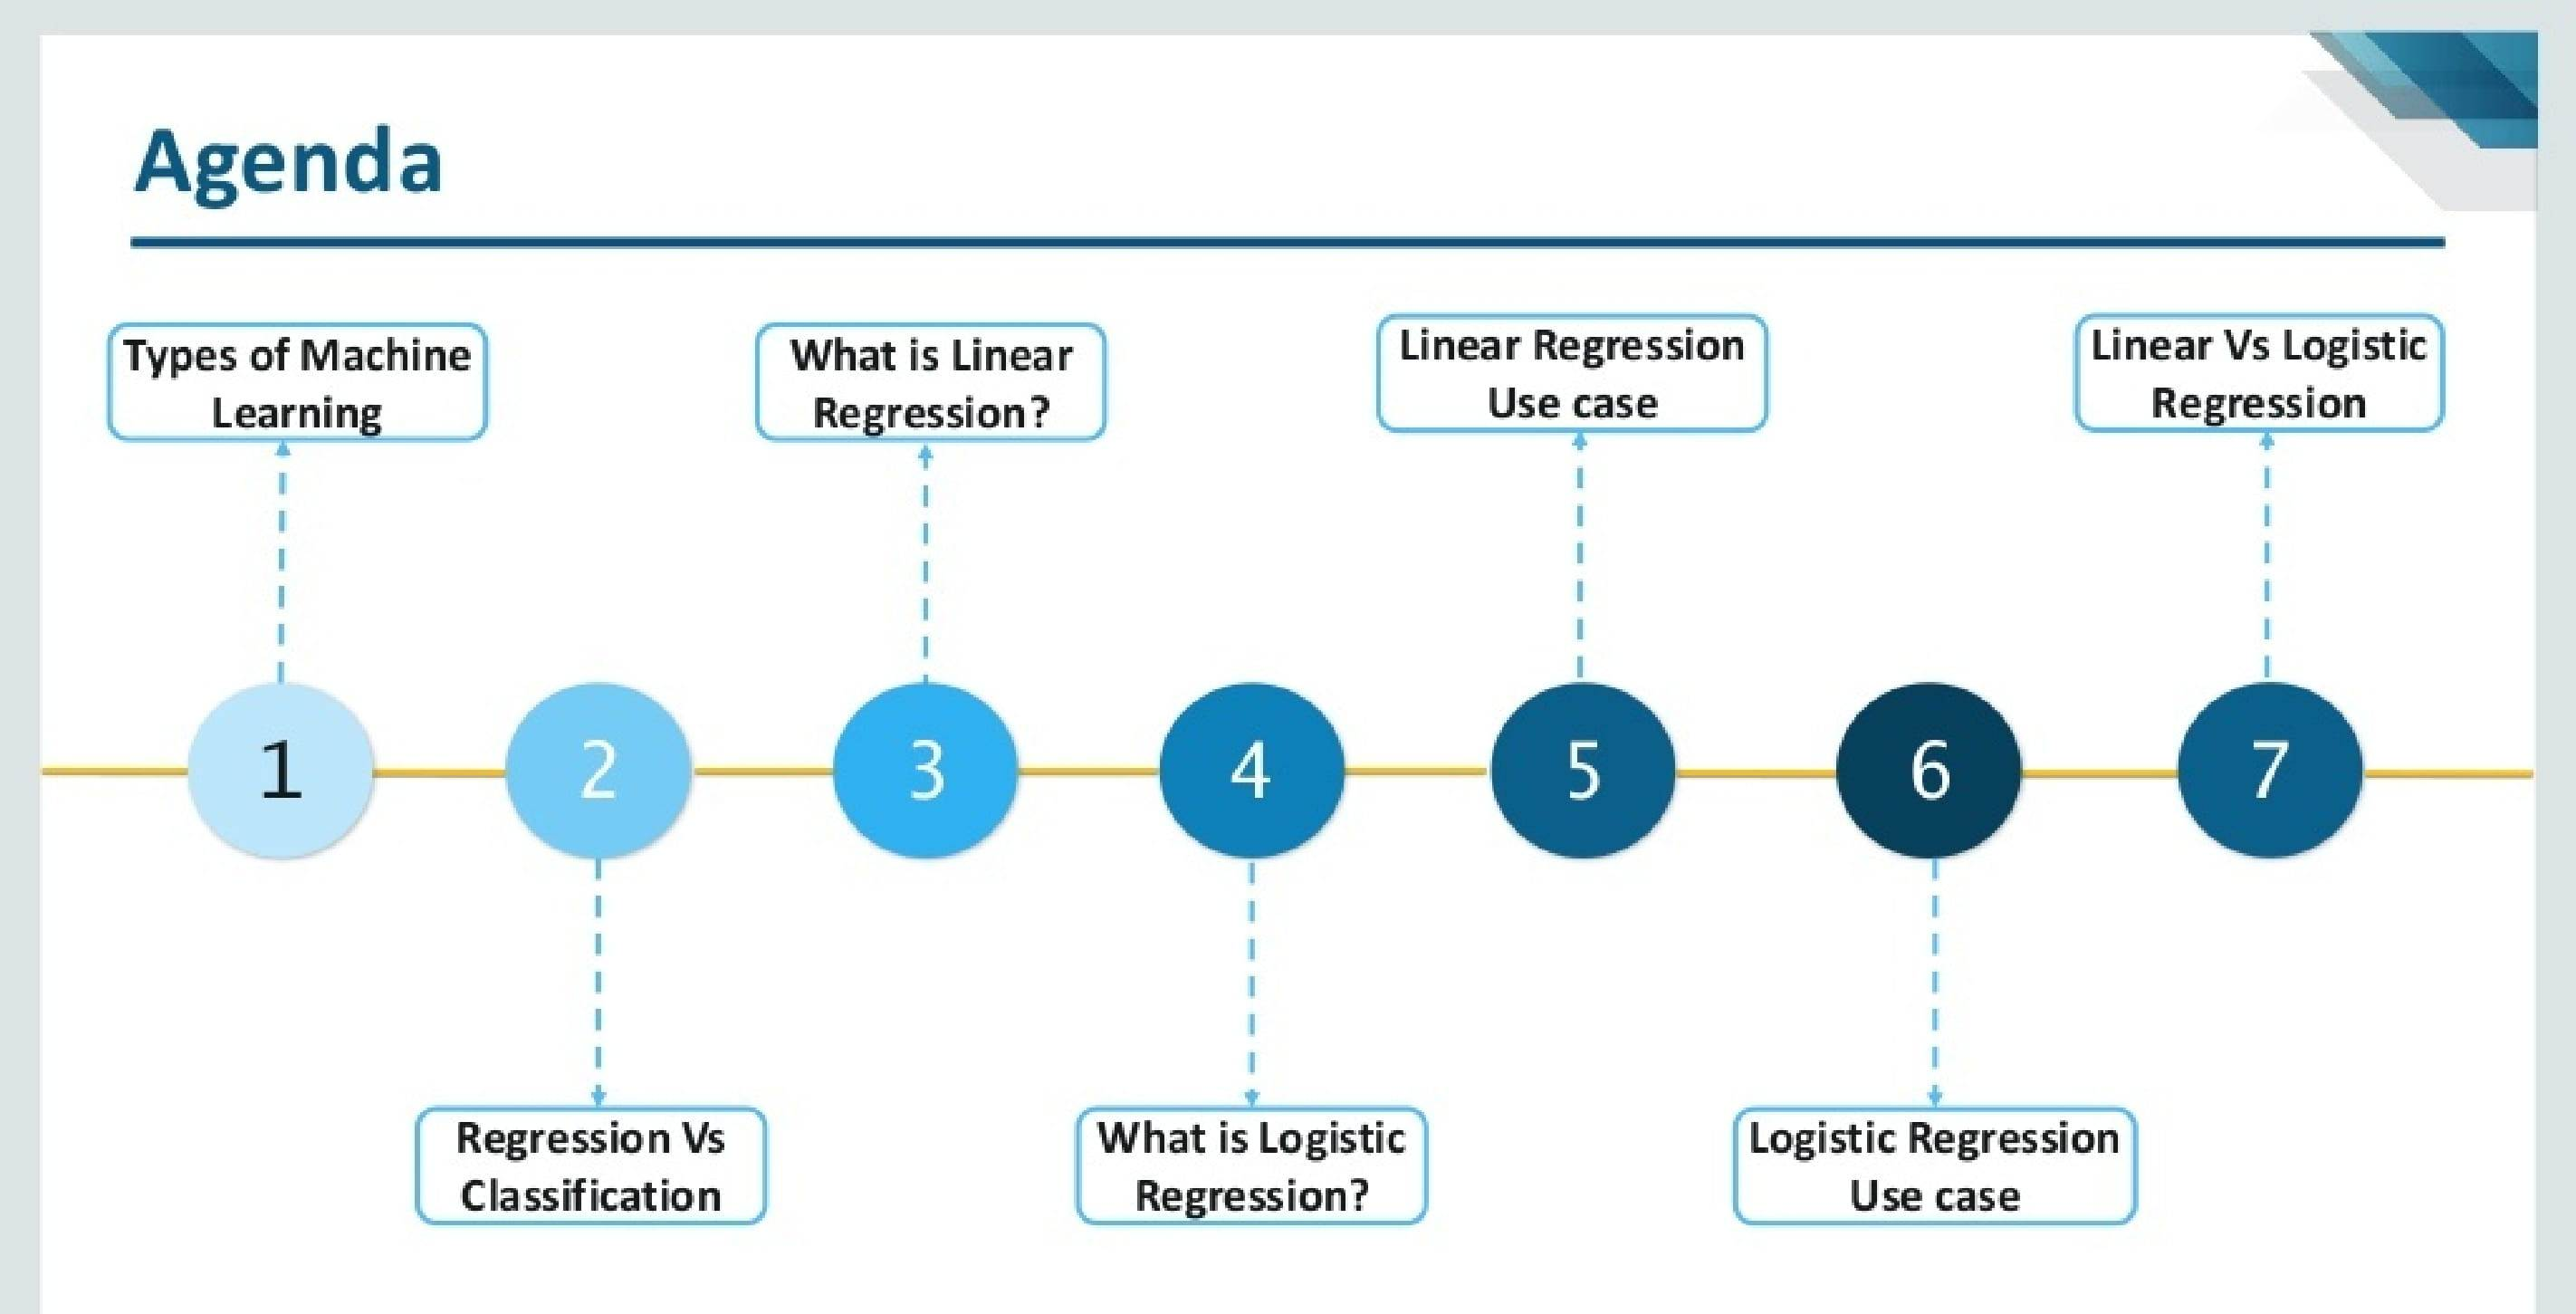 Agenda
Types of Machine
Learning
What is Linear
Regression?
Linear Regression
Use case
Linear Vs Logistic
Regression
1
2
3
4
5
6
7
Regression Vs
Classification
What is Logistic
Regression?
Logistic Regression
Use case